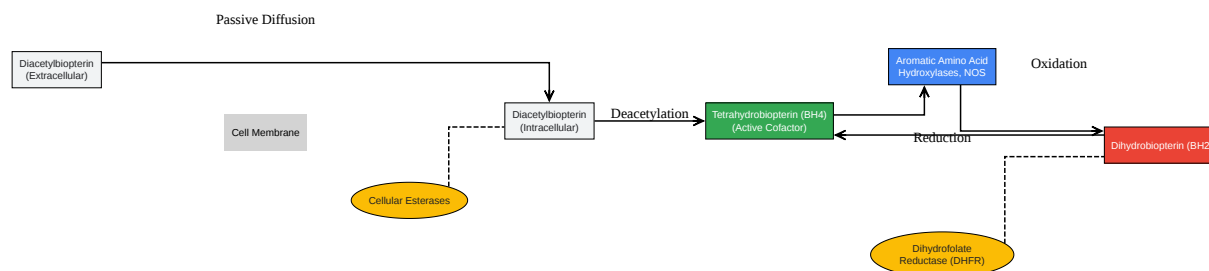 Passive Diffusion
Diacetylbiopterin
(Extracellular)
Aromatic Amino Acid
Hydroxylases, NOS
Oxidation
Diacetylbiopterin
(Intracellular)
Deacetylation
Tetrahydrobiopterin (BH4)
(Active Cofactor)
Cell Membrane
Reduction
Dihydrobiopterin (BH2
Cellular Esterases
Dihydrofolate
Reductase (DHFR)